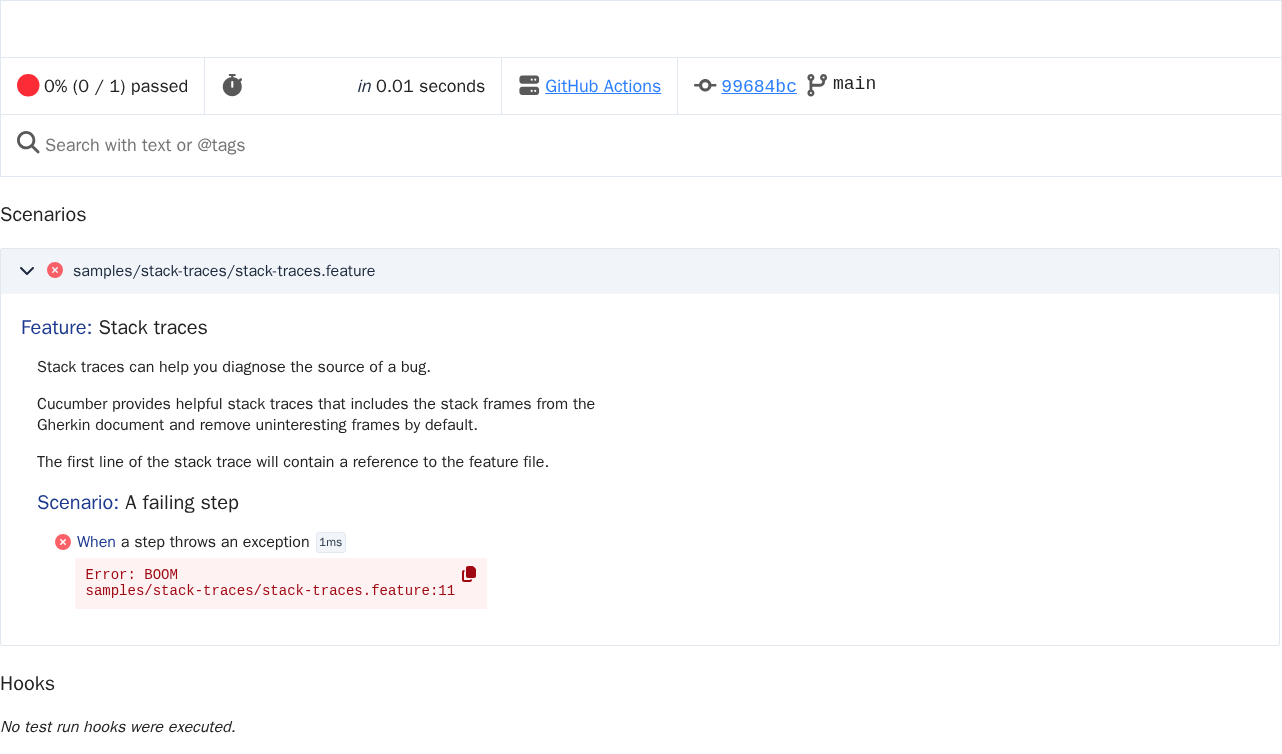 0% (0 / 1) passed in 0.01 seconds GitHub Actions 99684bc main
Search with text or @tags
Scenarios
samples/stack-traces/stack-traces.feature
Feature: Stack traces
Stack traces can help you diagnose the source of a bug.
Cucumber provides helpful stack traces that includes the stack frames from the
Gherkin document and remove uninteresting frames by default.
The first line of the stack trace will contain a reference to the feature file.
Scenario: A failing step
When a step throws an exception 1ms
Error: BOOM
samples/stack-traces/stack-traces.feature:11
Hooks
No test run hooks were executed.